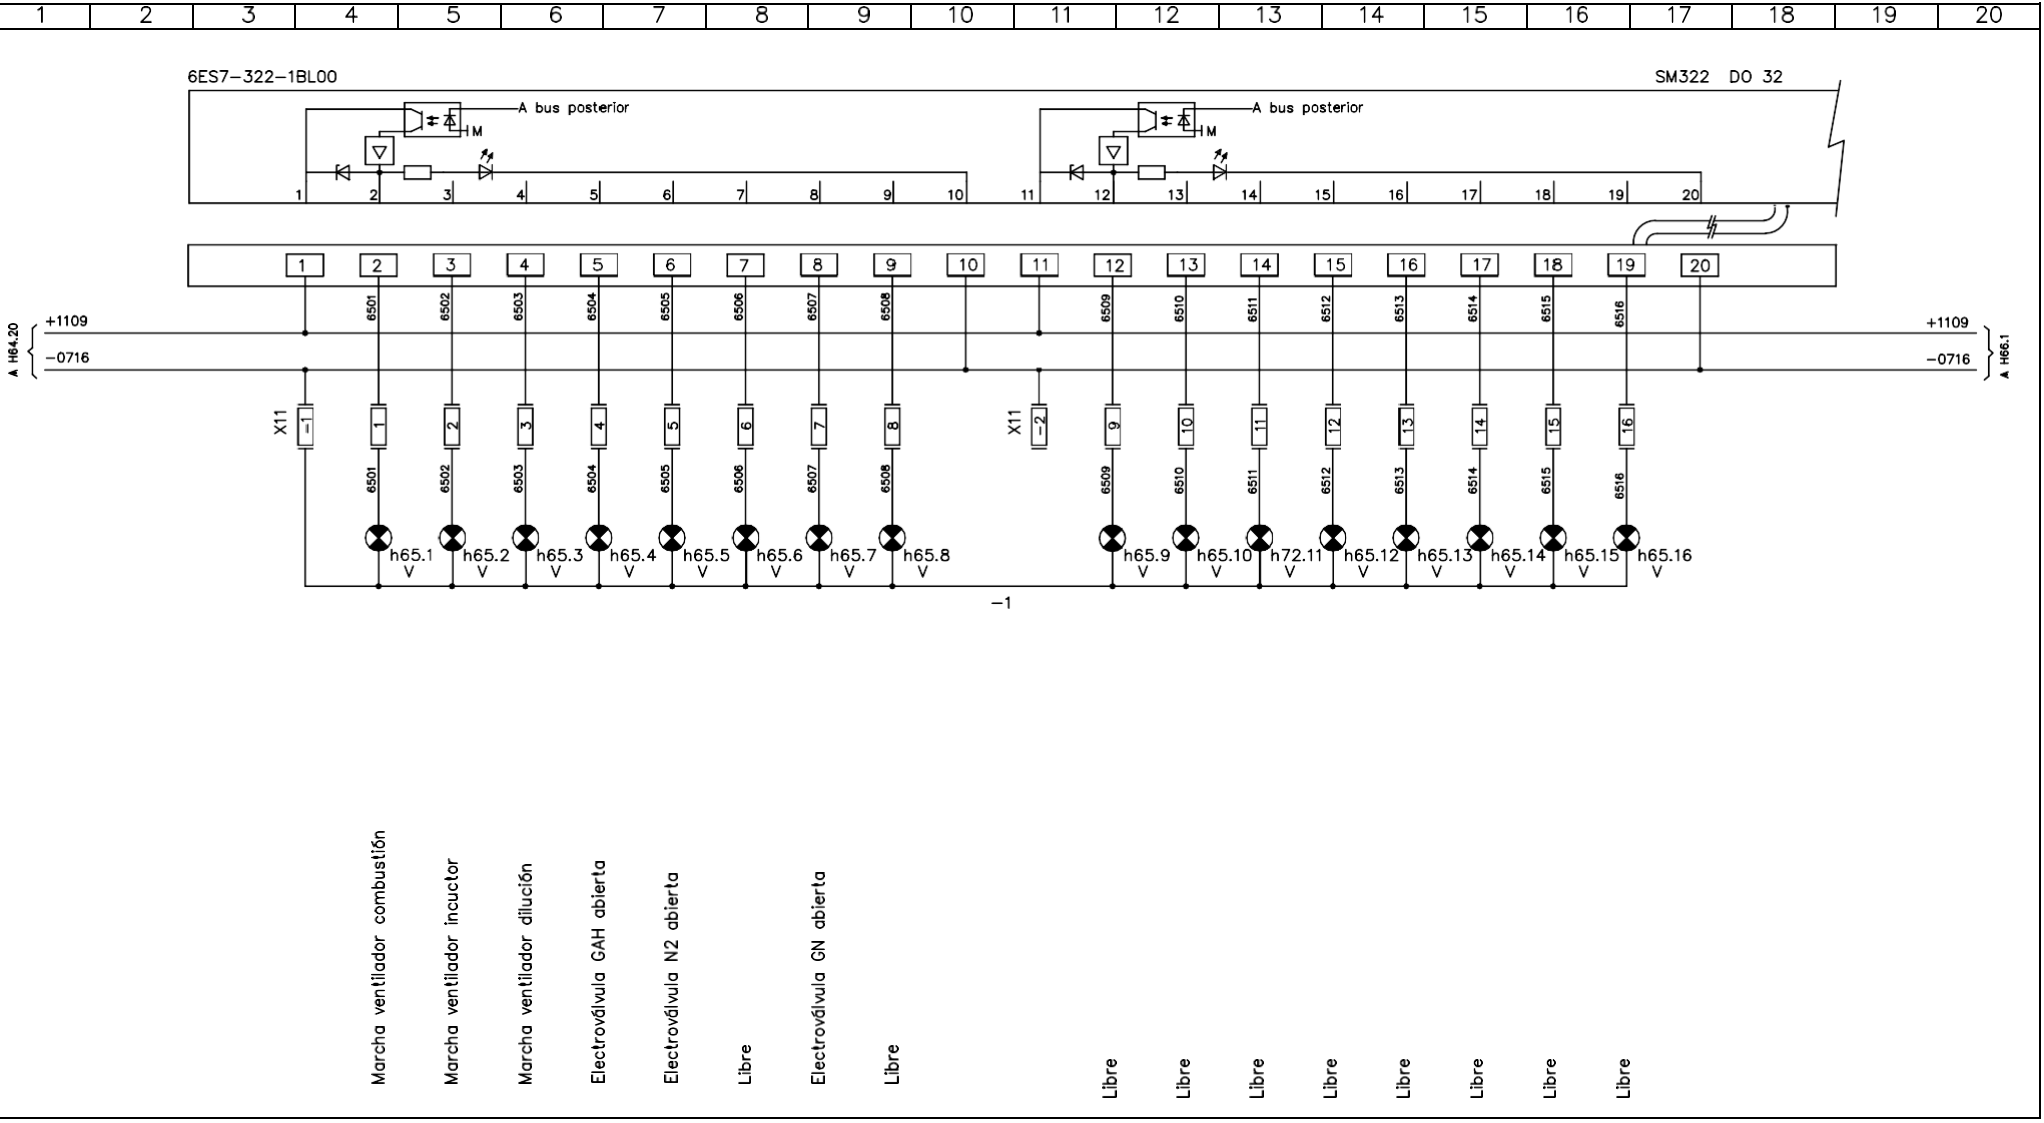 1 2 3 4 5 6 7 8 9 10 11 12 13 14 15 16 17 18 19 20
6ES7-322-1BL00 SM322 DO 32
A bus posterior A bus posterior
M M
1 2 3 4 5 6 7 8 9 10 11 12 13 14 15 16 17 18 19 20
1 2 3 4 5 6 7 8 9 10 11 12 13 14 15 16 17 18 19 20
6501 6502 6503 6504 6505 6506 6507 6508 6509 6510 6511 6512 6513 6514 6515 6516
A H64.20 +1109 +1109 A H66.1
-0716 -0716
X11 -1 1 2 3 4 5 6 7 8 X11 -2 9 10 11 12 13 14 15 16
6501 6502 6503 6504 6505 6506 6507 6508 6509 6510 6511 6512 6513 6514 6515 6516
h65.1 h65.2 h65.3 h65.4 h65.5 h65.6 h65.7 h65.8 h65.9 h65.10 h72.11 h65.12 h65.13 h65.14 h65.15 h65.16
V V V V V V V V V V V V V V V V
-1
Marcha ventilador combustión
Marcha ventilador incuctor
Marcha ventilador dilución
Electroválvula GAH abierta
Electroválvula N2 abierta
Libre
Electroválvula GN abierta
Libre
Libre
Libre
Libre
Libre
Libre
Libre
Libre
Libre